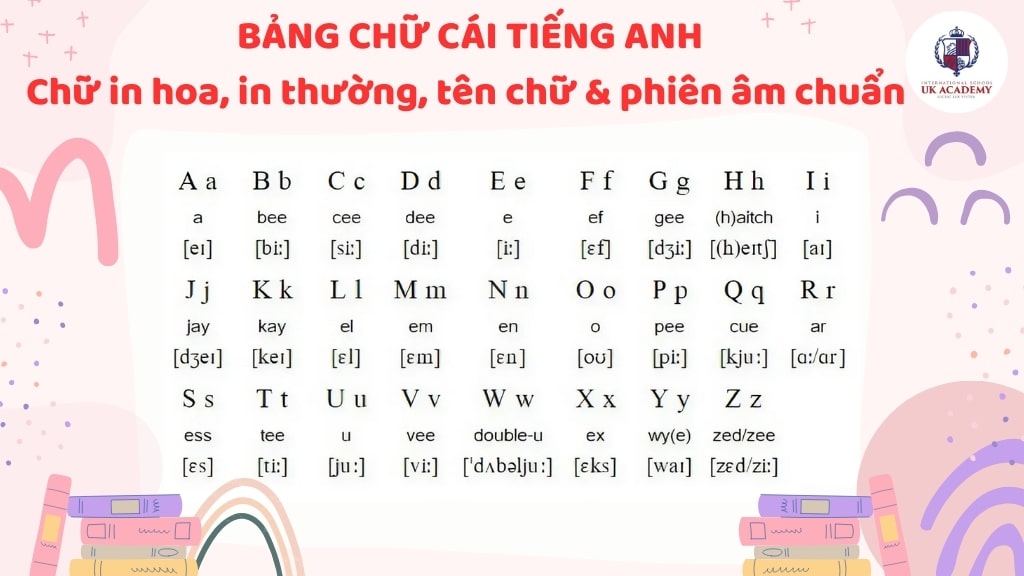 BẢNG CHỮ CÁI TIẾNG ANH
Chữ in hoa, in thường, tên chữ & phiên âm chuẩn
INTERNATIONAL SCHOOL
UK ACADEMY
A a B b C c D d E e F f G g H h I i
a bee cee dee e ef gee (h)aitch i
[eɪ] [biː] [siː] [diː] [iː] [ɛf] [dʒiː] [(h)eɪtʃ] [aɪ]
J j K k L l M m N n O o P p Q q R r
jay kay el em en o pee cue ar
[dʒeɪ] [keɪ] [ɛl] [ɛm] [ɛn] [oʊ] [piː] [kjuː] [ɑː/ɑr]
S s T t U u V v W w X x Y y Z z
ess tee u vee double-u ex wy(e) zed/zee
[ɛs] [tiː] [juː] [viː] [ˈdʌbəljuː] [ɛks] [waɪ] [zɛd/ziː]